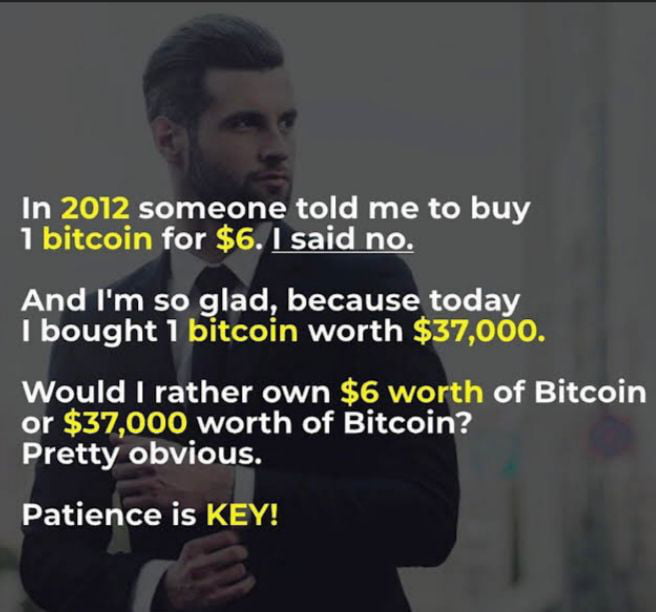 In 2012 someone told me to buy
1 bitcoin for $6. I said no.
And I'm so glad, because today
I bought 1 bitcoin worth $37,000.
Would I rather own $6 worth of Bitcoin
or $37,000 worth of Bitcoin?
Pretty obvious.
Patience is KEY!